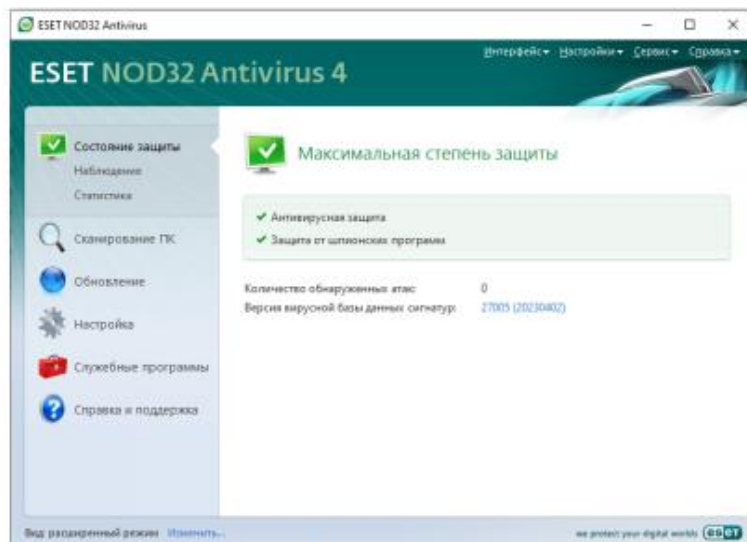 ESET NOD32 Antivirus
Интерфейс Настройки Сервис Справка
ESET NOD32 Antivirus 4
Состояние защиты
Наблюдение
Статистика
Сканирование ПК
Обновление
Настройка
Служебные программы
Справка и поддержка
Максимальная степень защиты
Антивирусная защита
Защита от шпионских программ
Количество обнаруженных атак: 0
Версия вирусной базы данных сигнатур: 27005 (20230402)
Вид: расширенный режим Изменить...
we protect your digital worlds eset